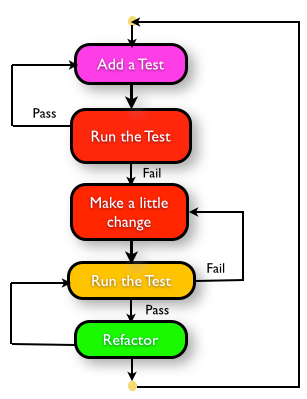 Add a Test
Pass
Run the Test
Fail
Make a little
change
Fail
Run the Test
Pass
Refactor